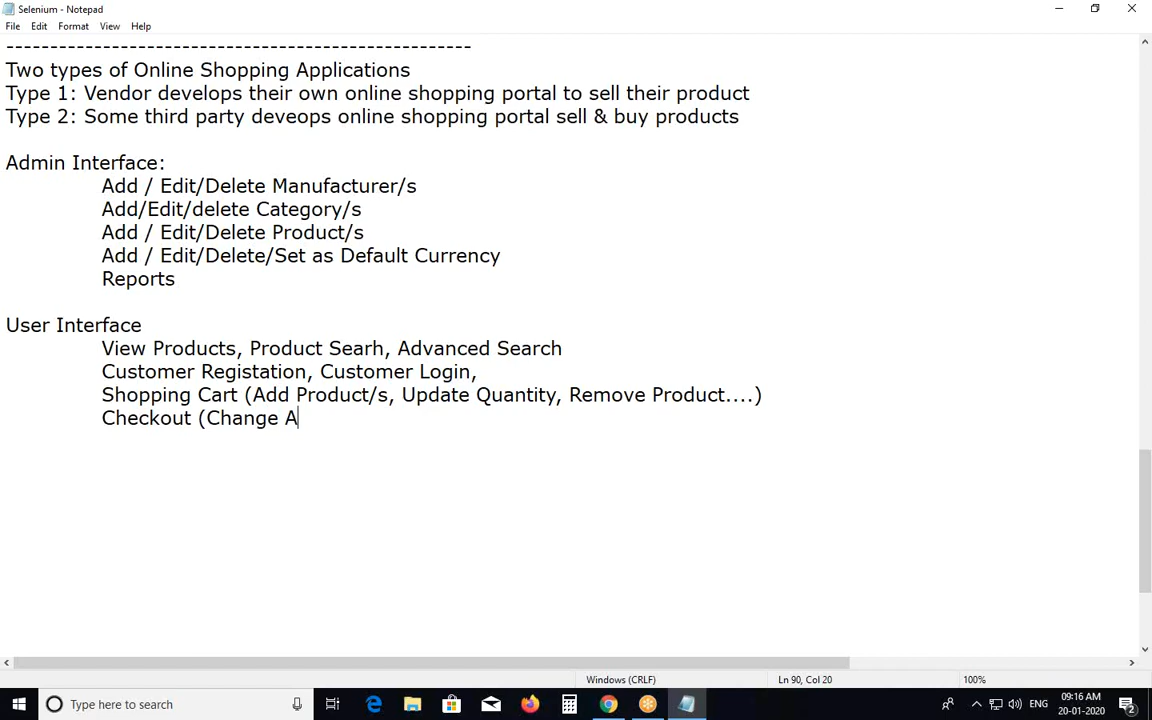 Selenium - Notepad
File Edit Format View Help
-----------------------------------------------------
Two types of Online Shopping Applications
Type 1: Vendor develops their own online shopping portal to sell their product
Type 2: Some third party deveops online shopping portal sell & buy products
Admin Interface:
Add / Edit/Delete Manufacturer/s
Add/Edit/delete Category/s
Add / Edit/Delete Product/s
Add / Edit/Delete/Set as Default Currency
Reports
User Interface
View Products, Product Searh, Advanced Search
Customer Registation, Customer Login,
Shopping Cart (Add Product/s, Update Quantity, Remove Product....)
Checkout (Change A
Windows (CRLF) Ln 90, Col 20 100%
Type here to search ENG 09:16 AM
20-01-2020 2